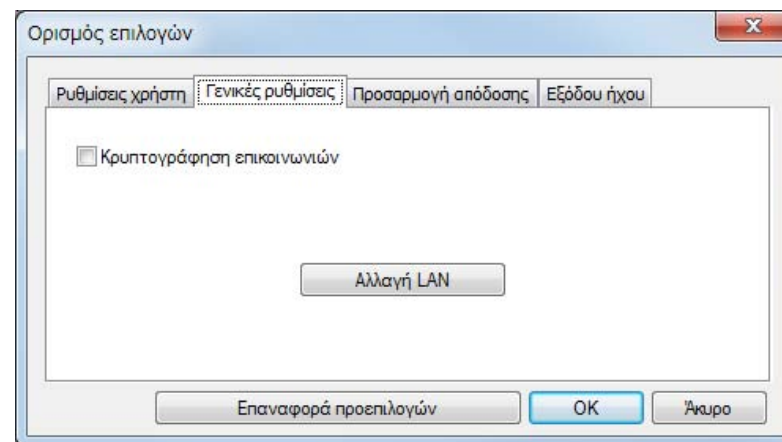 Ορισμός επιλογών
Ρυθμίσεις χρήστη Γενικές ρυθμίσεις Προσαρμογή απόδοσης Εξόδου ήχου
Κρυπτογράφηση επικοινωνιών
Αλλαγή LAN
Επαναφορά προεπιλογών OK Άκυρο